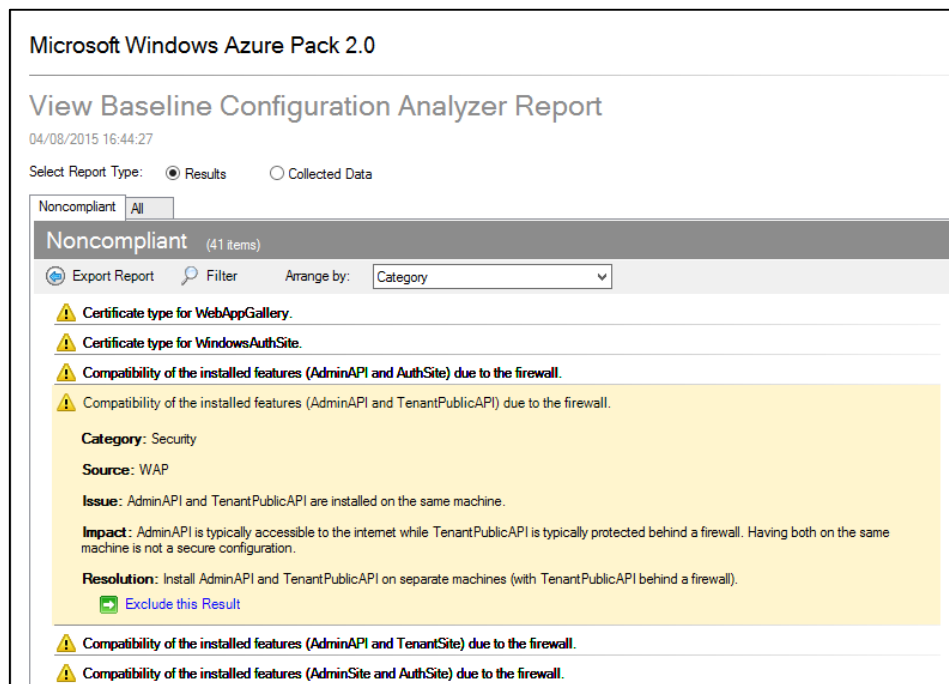 Microsoft Windows Azure Pack 2.0
View Baseline Configuration Analyzer Report
04/08/2015 16:44:27
Select Report Type: Results Collected Data
Noncompliant All
Noncompliant (41 items)
Export Report Filter Arrange by: Category
Certificate type for WebAppGallery.
Certificate type for WindowsAuthSite.
Compatibility of the installed features (AdminAPI and AuthSite) due to the firewall.
Compatibility of the installed features (AdminAPI and TenantPublicAPI) due to the firewall.
Category: Security
Source: WAP
Issue: AdminAPI and TenantPublicAPI are installed on the same machine.
Impact: AdminAPI is typically accessible to the internet while TenantPublicAPI is typically protected behind a firewall. Having both on the same
machine is not a secure configuration.
Resolution: Install AdminAPI and TenantPublicAPI on separate machines (with TenantPublicAPI behind a firewall).
Exclude this Result
Compatibility of the installed features (AdminAPI and TenantSite) due to the firewall.
Compatibility of the installed features (AdminSite and AuthSite) due to the firewall.